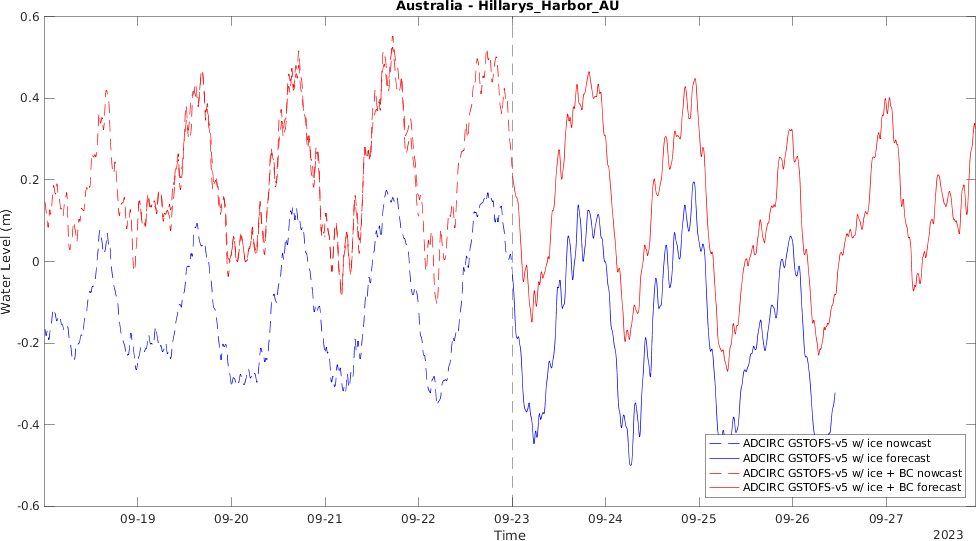 Australia - Hillarys_Harbor_AU
0.6
0.4
0.2
0
-0.2
-0.4
-0.6
Water Level (m)
09-19 09-20 09-21 09-22 09-23 09-24 09-25 09-26 09-27
Time
2023
ADCIRC GSTOFS-v5 w/ ice nowcast
ADCIRC GSTOFS-v5 w/ ice forecast
ADCIRC GSTOFS-v5 w/ ice + BC nowcast
ADCIRC GSTOFS-v5 w/ ice + BC forecast